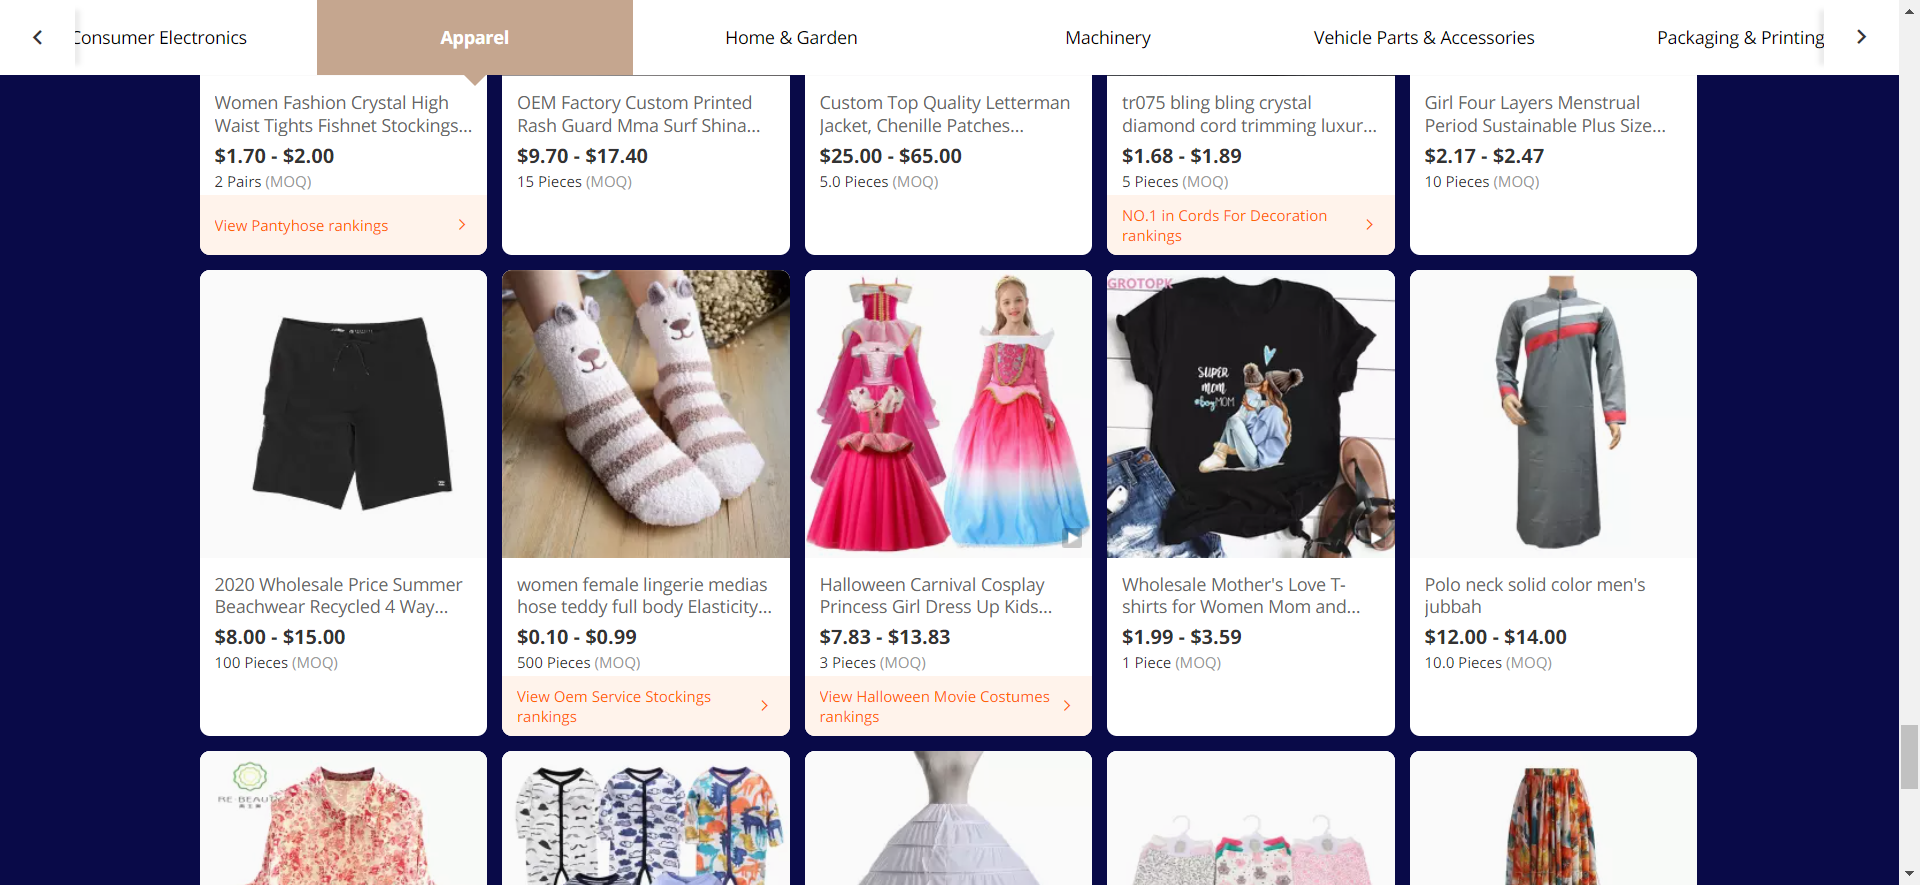 Consumer Electronics
Apparel
Home & Garden
Machinery
Vehicle Parts & Accessories
Packaging & Printing
Women Fashion Crystal High
Waist Tights Fishnet Stockings...
$1.70 - $2.00
2 Pairs (MOQ)
View Pantyhose rankings
OEM Factory Custom Printed
Rash Guard Mma Surf Shina...
$9.70 - $17.40
15 Pieces (MOQ)
Custom Top Quality Letterman
Jacket, Chenille Patches...
$25.00 - $65.00
5.0 Pieces (MOQ)
tr075 bling bling crystal
diamond cord trimming luxur...
$1.68 - $1.89
5 Pieces (MOQ)
NO.1 in Cords For Decoration
rankings
Girl Four Layers Menstrual
Period Sustainable Plus Size...
$2.17 - $2.47
10 Pieces (MOQ)
2020 Wholesale Price Summer
Beachwear Recycled 4 Way...
$8.00 - $15.00
100 Pieces (MOQ)
women female lingerie medias
hose teddy full body Elasticity...
$0.10 - $0.99
500 Pieces (MOQ)
View Oem Service Stockings
rankings
Halloween Carnival Cosplay
Princess Girl Dress Up Kids...
$7.83 - $13.83
3 Pieces (MOQ)
View Halloween Movie Costumes
rankings
GROTOPK
SUPER
mom
#boyMOM
Wholesale Mother's Love T-
shirts for Women Mom and...
$1.99 - $3.59
1 Piece (MOQ)
Polo neck solid color men's
jubbah
$12.00 - $14.00
10.0 Pieces (MOQ)